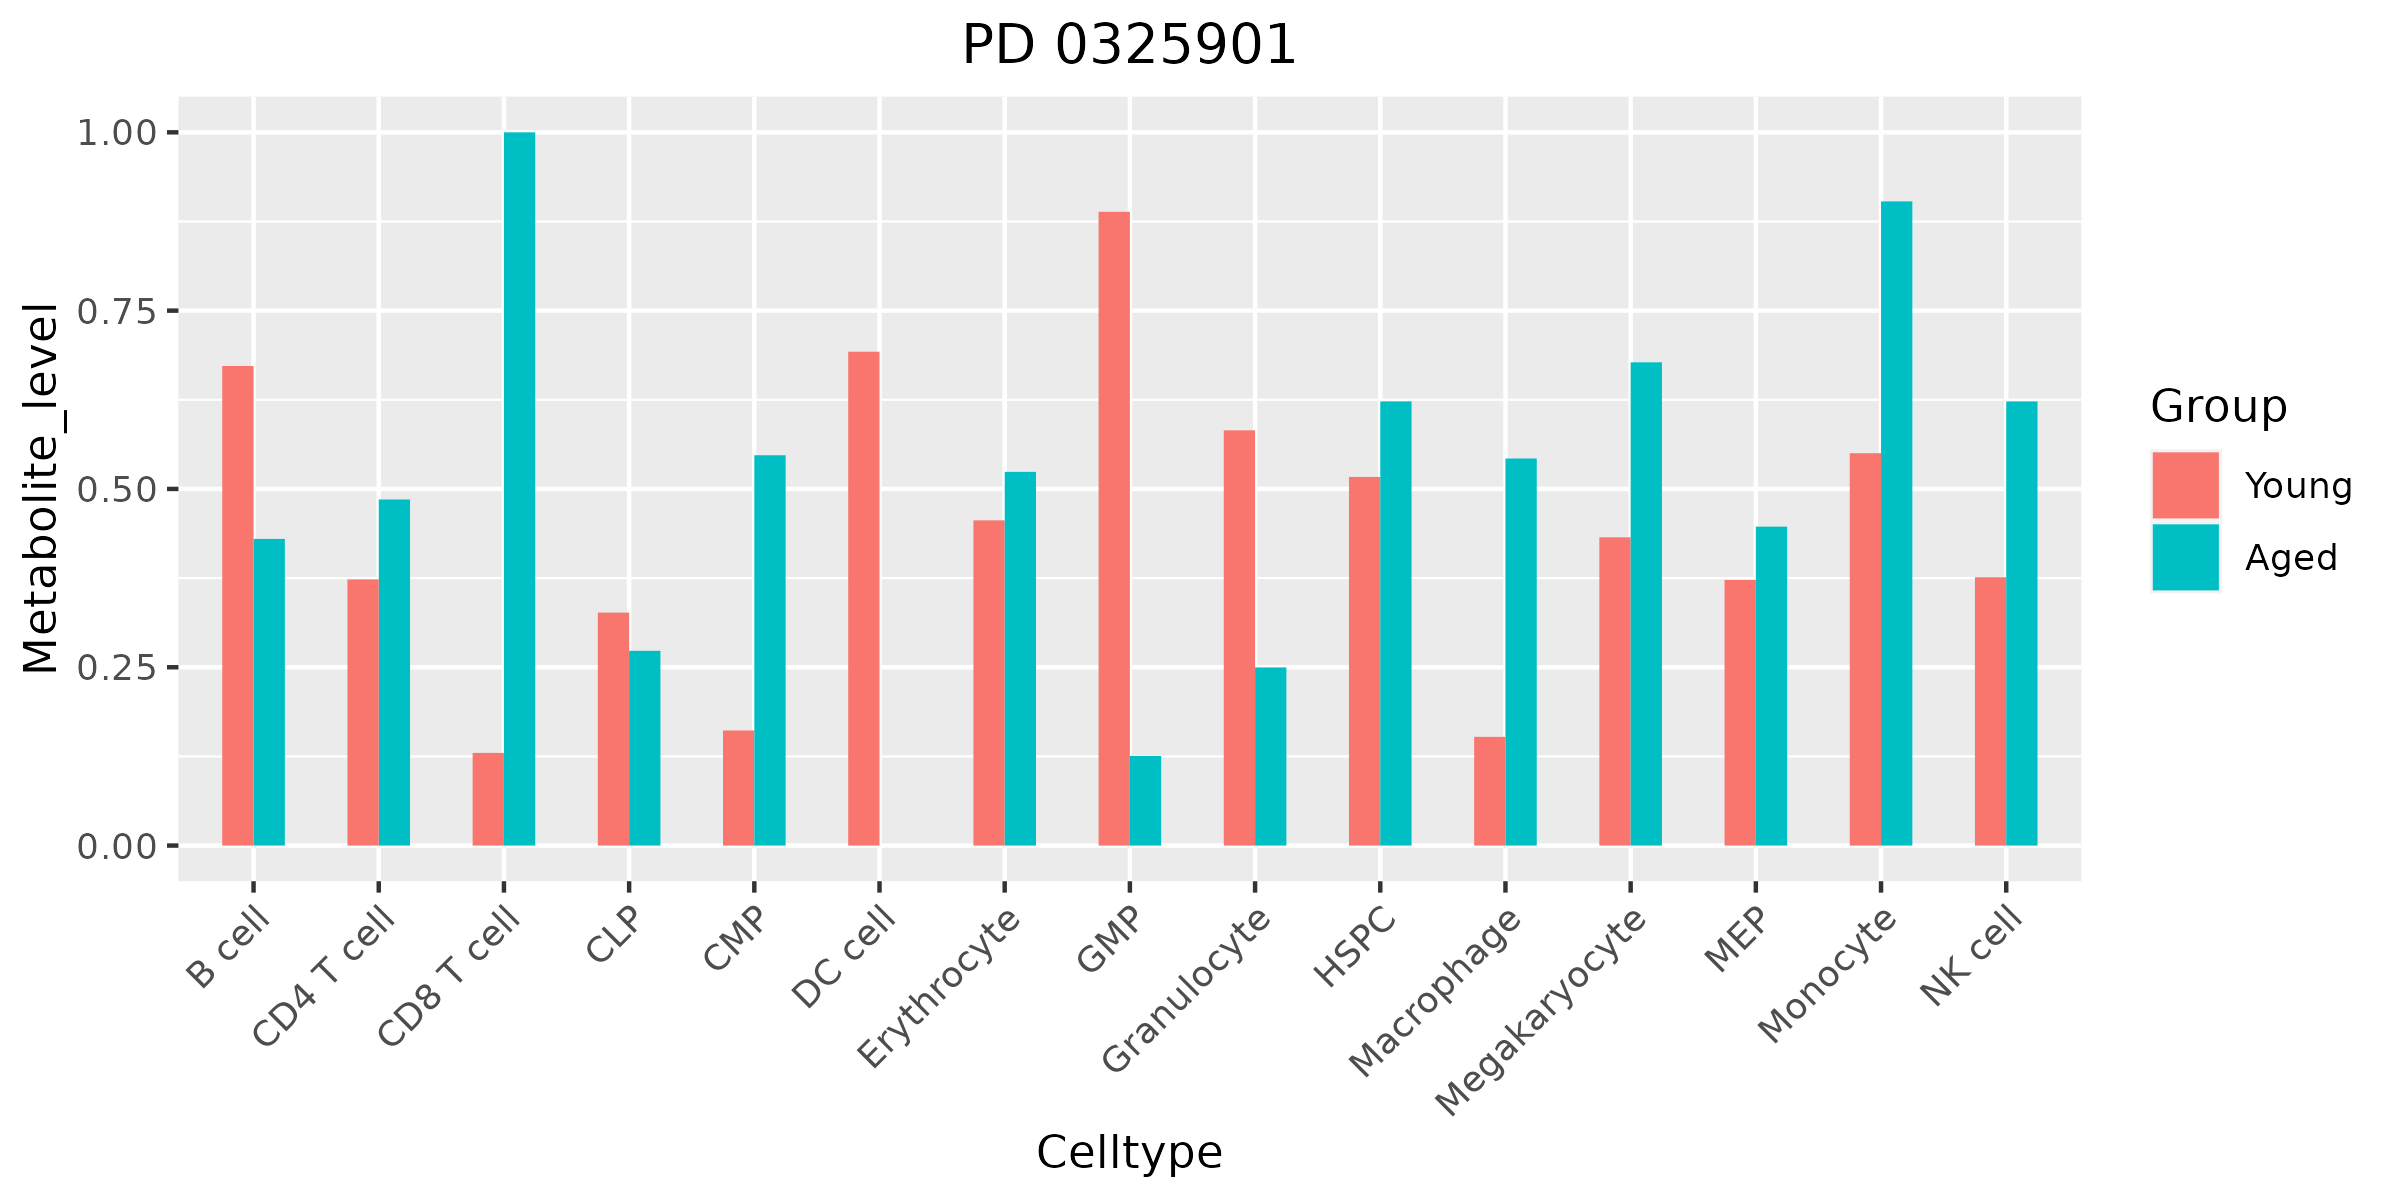 PD 0325901
Metabolite_level
1.00
0.75
0.50
0.25
0.00
B cell
CD4 T cell
CD8 T cell
CLP
CMP
DC cell
Erythrocyte
GMP
Granulocyte
HSPC
Macrophage
Megakaryocyte
MEP
Monocyte
NK cell
Celltype
Group
Young
Aged